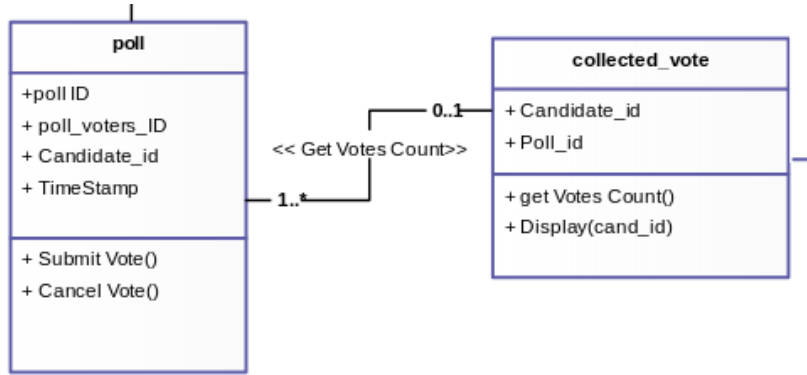 poll
+poll ID
+ poll_voters_ID
+ Candidate_id
+ TimeStamp
+ Submit Vote()
+ Cancel Vote()
<< Get Votes Count>>
1..*
0..1
collected_vote
+ Candidate_id
+ Poll_id
+ get Votes Count()
+ Display(cand_id)